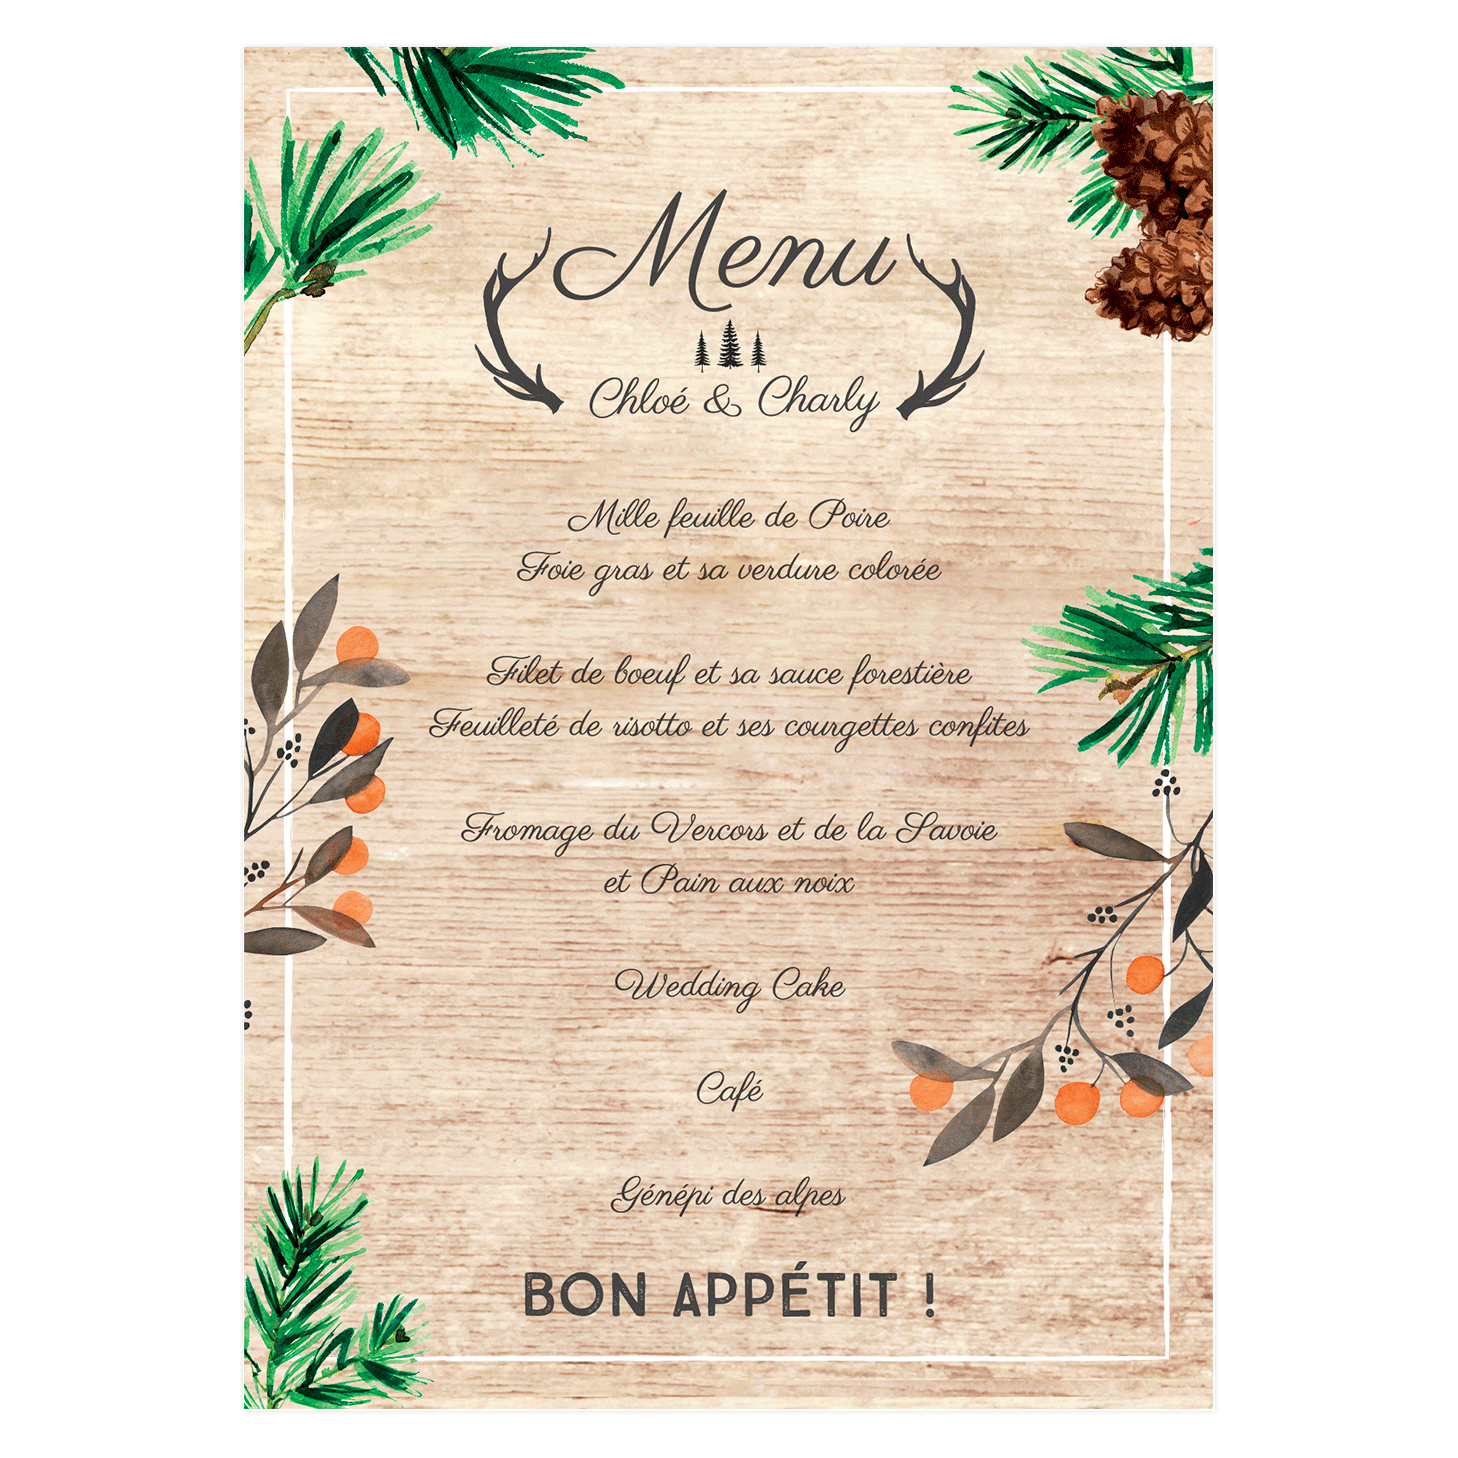 Menu
Chloé & Charly
Mille feuille de Poire
Foie gras et sa verdure colorée
Filet de boeuf et sa sauce forestière
Feuilleté de risotto et ses courgettes confites
Fromage du Vercors et de la Savoie
et Pain aux noix
Wedding Cake
Café
Génépi des alpes
BON APPÉTIT !